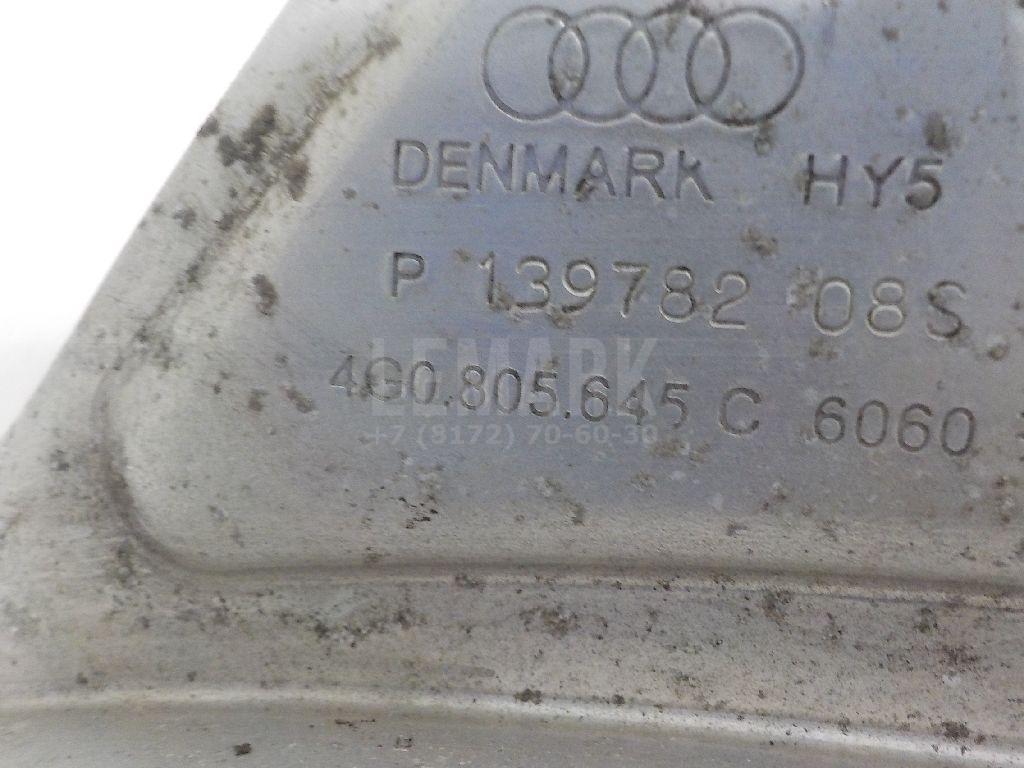 DENMARK HY5
P 139782 08S
LEMARK
4G0.805.645 C 6060
+7 (8172) 70-60-30